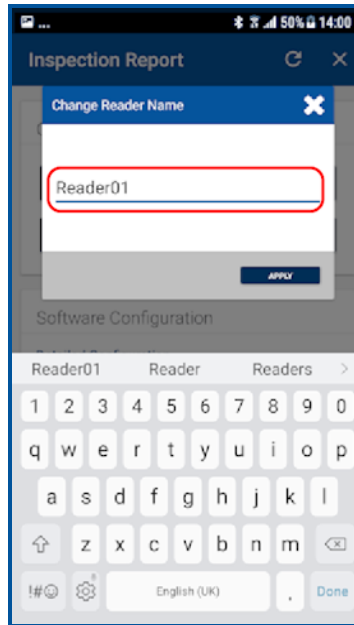 ... 50% 14:00
Inspection Report
Change Reader Name
Reader01
APPLY
Software Configuration
Reader01 Reader Readers
1 2 3 4 5 6 7 8 9 0
q w e r t y u i o p
a s d f g h j k l
z x c v b n m
!#☺ English (UK) , Done